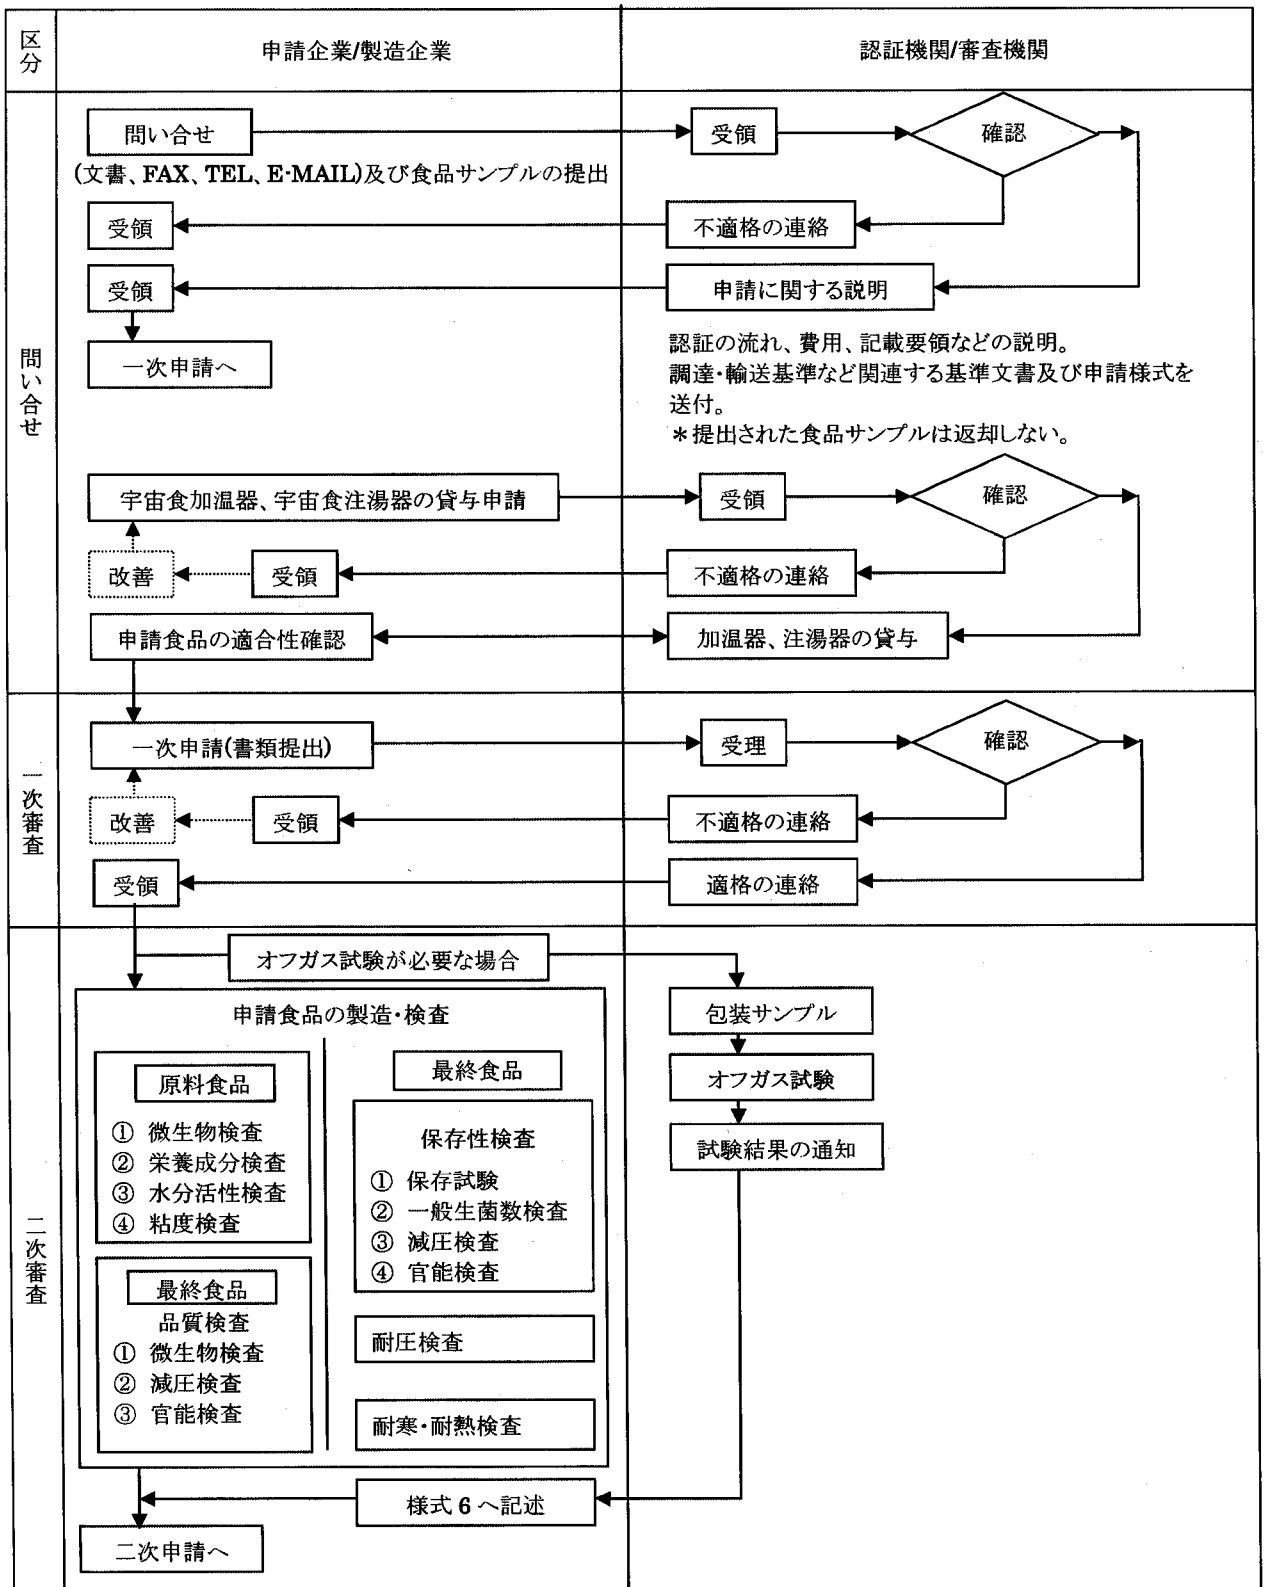 区分
申請企業/製造企業
認証機関/審査機関
問い合せ
問い合せ
受領
確認
(文書、FAX、TEL、E-MAIL)及び食品サンプルの提出
受領
不適格の連絡
受領
申請に関する説明
一次申請へ
認証の流れ、費用、記載要領などの説明。
調達・輸送基準など関連する基準文書及び申請様式を
送付。
＊提出された食品サンプルは返却しない。
宇宙食加温器、宇宙食注湯器の貸与申請
受領
確認
改善
受領
不適格の連絡
申請食品の適合性確認
加温器、注湯器の貸与
一次審査
一次申請(書類提出)
受理
確認
改善
受領
不適格の連絡
受領
適格の連絡
二次審査
オフガス試験が必要な場合
申請食品の製造・検査
原料食品
① 微生物検査
② 栄養成分検査
③ 水分活性検査
④ 粘度検査
最終食品
品質検査
① 微生物検査
② 減圧検査
③ 官能検査
最終食品
保存性検査
① 保存試験
② 一般生菌数検査
③ 減圧検査
④ 官能検査
耐圧検査
耐寒・耐熱検査
包装サンプル
オフガス試験
試験結果の通知
様式 6 へ記述
二次申請へ